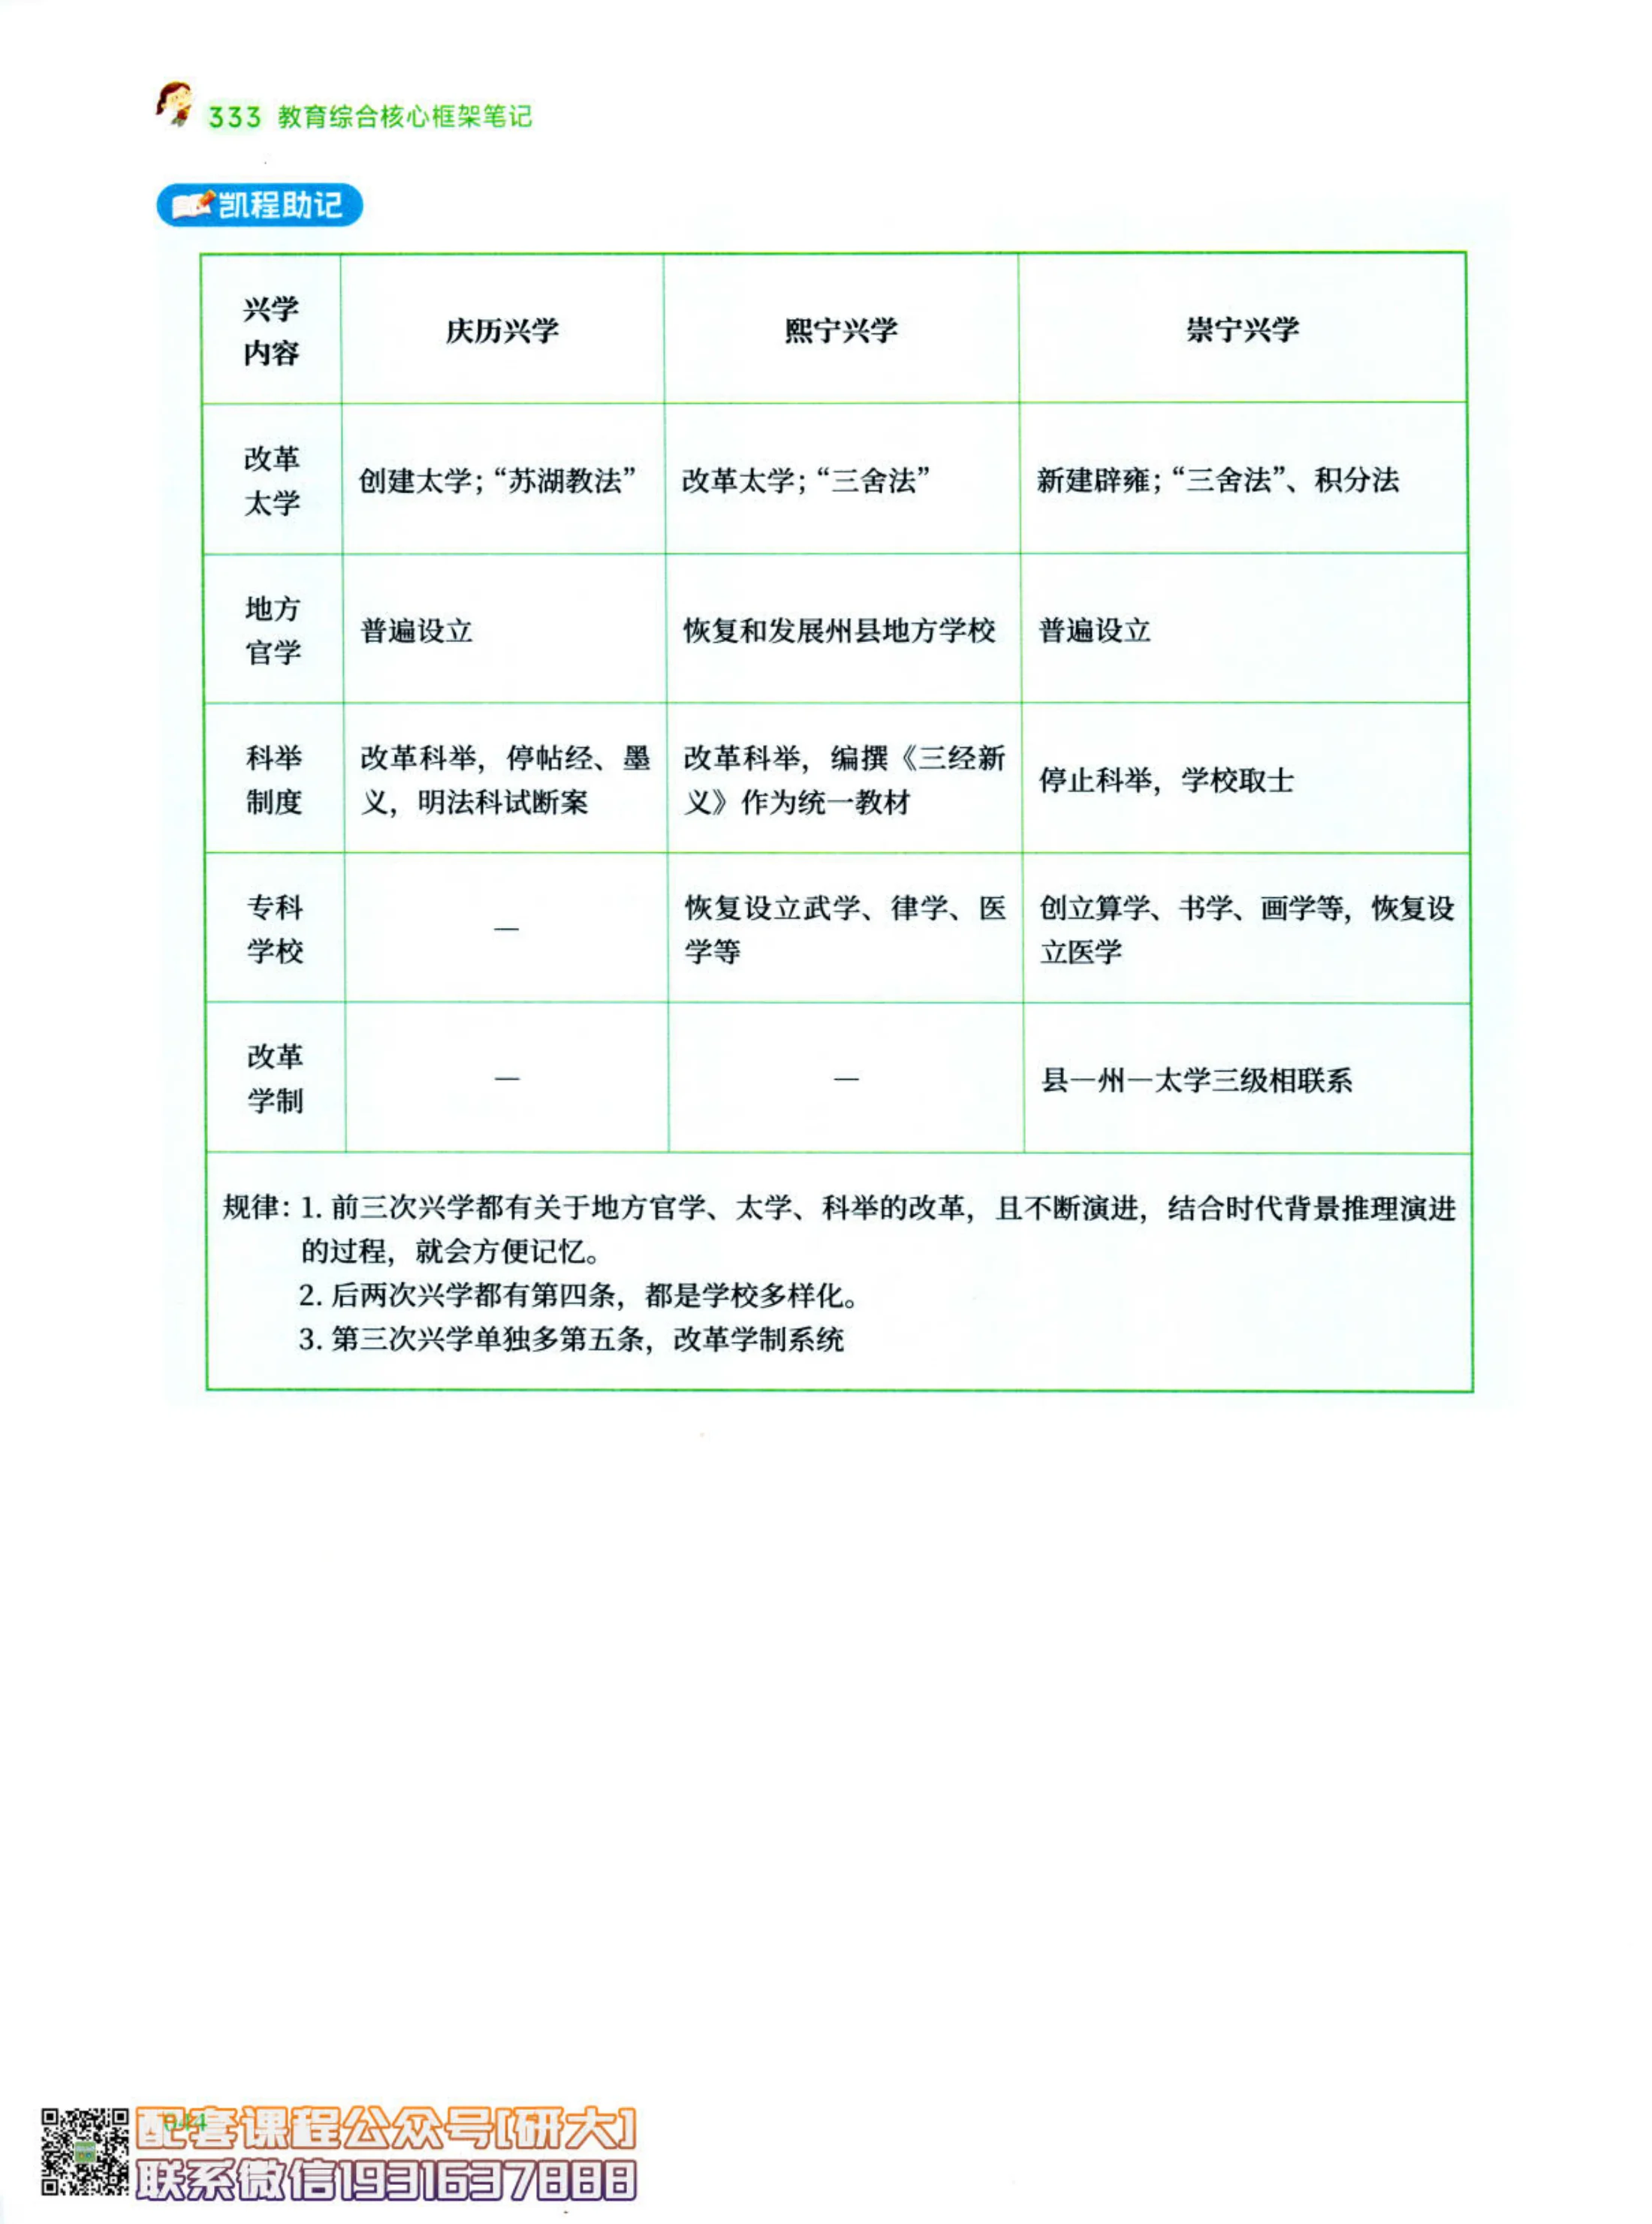 333 教育综合核心框架笔记
凯程助记
兴学
内容
庆历兴学
熙宁兴学
崇宁兴学
改革
太学
创建太学；“苏湖教法”
改革太学；“三舍法”
新建辟雍；“三舍法”、积分法
地方
官学
普遍设立
恢复和发展州县地方学校
普遍设立
科举
制度
改革科举，停帖经、墨
义，明法科试断案
改革科举，编撰《三经新
义》作为统一教材
停止科举，学校取士
专科
学校
—
恢复设立武学、律学、医
学等
创立算学、书学、画学等，恢复设
立医学
改革
学制
—
—
县—州—太学三级相联系
规律：1. 前三次兴学都有关于地方官学、太学、科举的改革，且不断演进，结合时代背景推理演进
的过程，就会方便记忆。
2. 后两次兴学都有第四条，都是学校多样化。
3. 第三次兴学单独多第五条，改革学制系统
配套课程公众号[研大]
联系微信1931637888